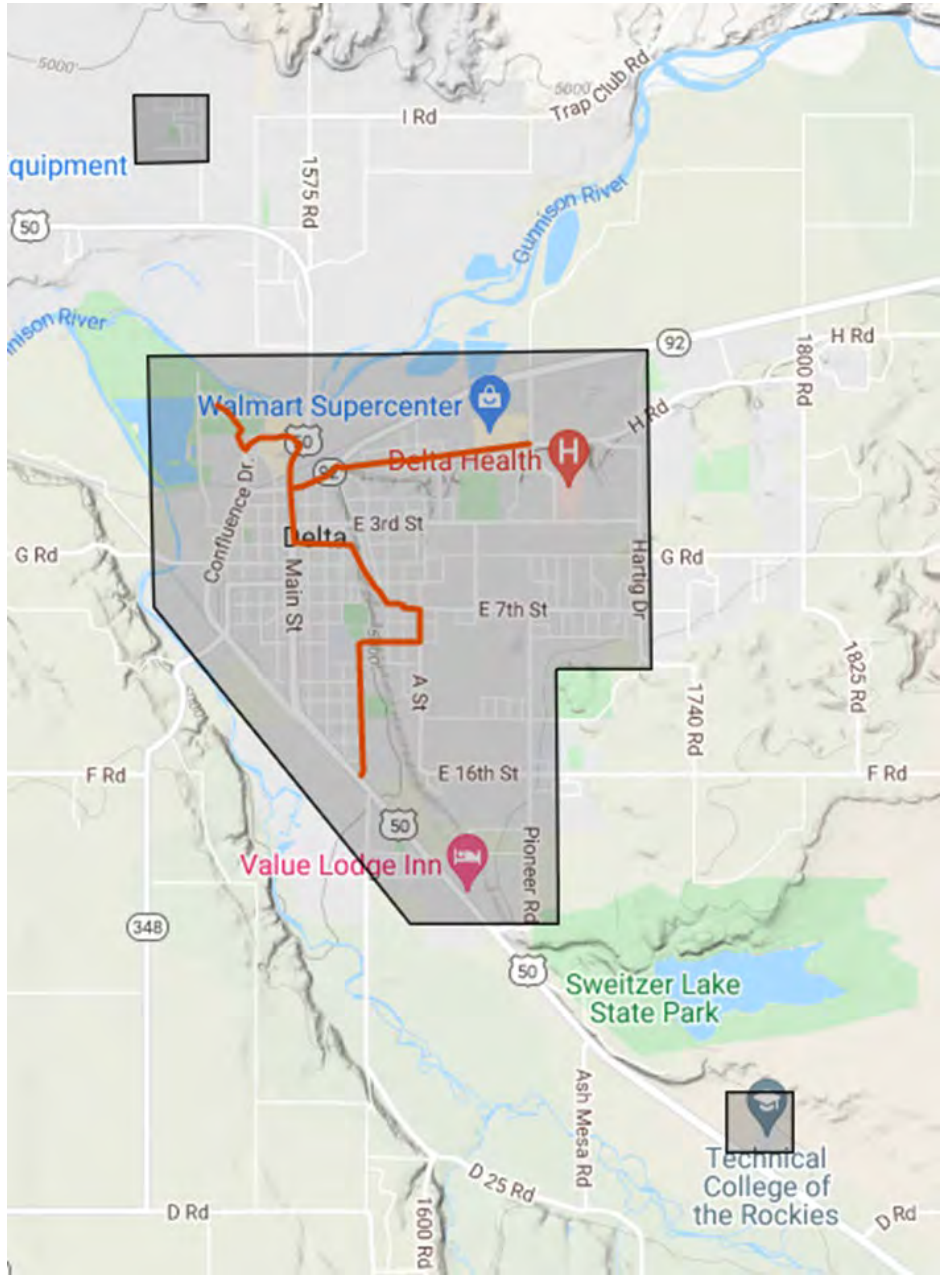 5000'
5000'
Trap Club Rd
I Rd
quipment
1575 Rd
50
Gunnison River
nison River
92
H Rd
1800 Rd
Walmart Supercenter
H Rd
50
Delta Health
H
92
Confluence Dr.
E 3rd St
Delta
G Rd
Hartig Dr
G Rd
Main St
E 7th St
5000'
A St
1740 Rd
1825 Rd
5000'
F Rd
E 16th St
F Rd
50
Value Lodge Inn
Pioneer Rd
348
50
Sweitzer Lake
State Park
Ash Mesa Rd
Technical
College of
the Rockies
D 25 Rd
D Rd
1600 Rd
D Rd